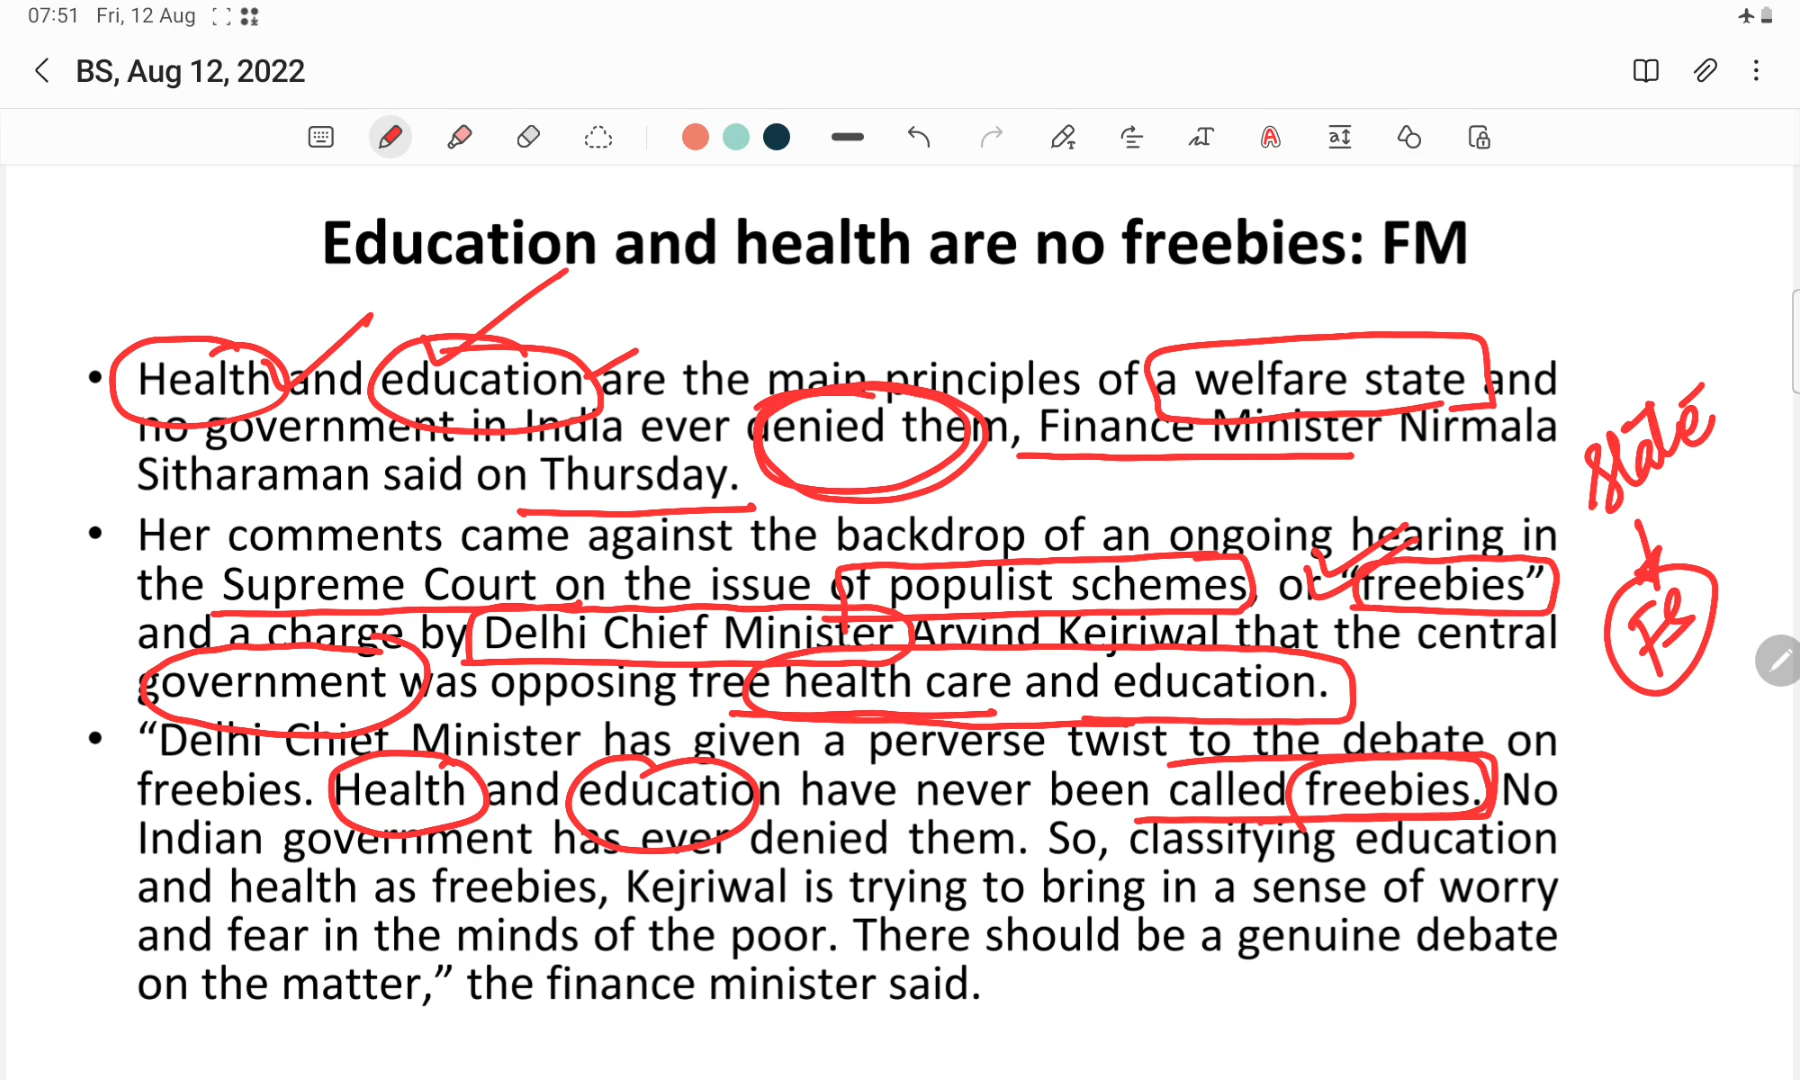 07:51 Fri, 12 Aug
BS, Aug 12, 2022
Education and health are no freebies: FM
• Health and education are the main principles of a welfare state and
no government in India ever denied them, Finance Minister Nirmala
Sitharaman said on Thursday.
• Her comments came against the backdrop of an ongoing hearing in
the Supreme Court on the issue of populist schemes, or “freebies”
and a charge by Delhi Chief Minister Arvind Kejriwal that the central
government was opposing free health care and education.
• “Delhi Chief Minister has given a perverse twist to the debate on
freebies. Health and education have never been called freebies. No
Indian government has ever denied them. So, classifying education
and health as freebies, Kejriwal is trying to bring in a sense of worry
and fear in the minds of the poor. There should be a genuine debate
on the matter,” the finance minister said.
state